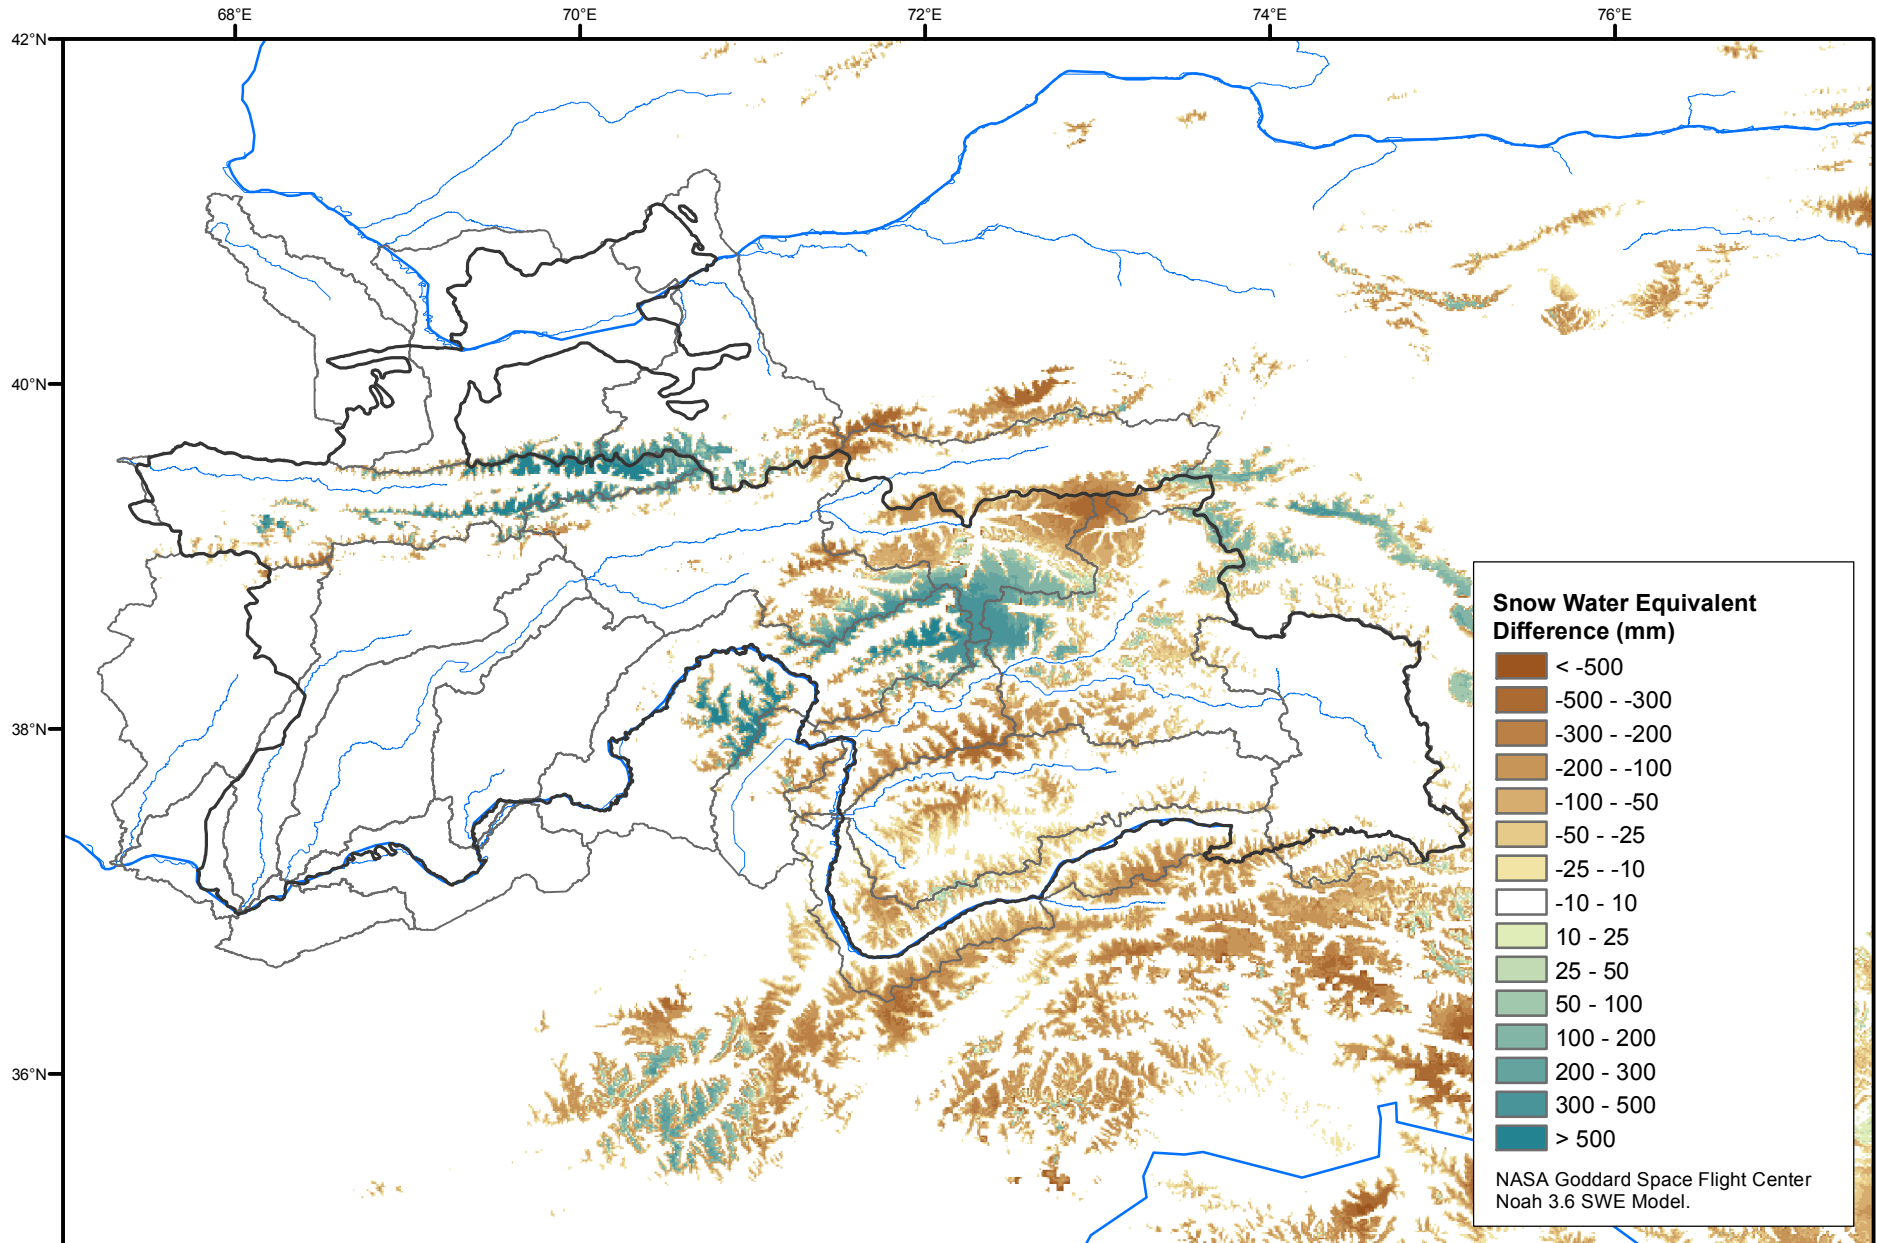 68°E
70°E
72°E
74°E
76°E
42°N
40°N
38°N
36°N
Snow Water Equivalent
Difference (mm)
< -500
-500 - -300
-300 - -200
-200 - -100
-100 - -50
-50 - -25
-25 - -10
-10 - 10
10 - 25
25 - 50
50 - 100
100 - 200
200 - 300
300 - 500
> 500
NASA Goddard Space Flight Center
Noah 3.6 SWE Model.